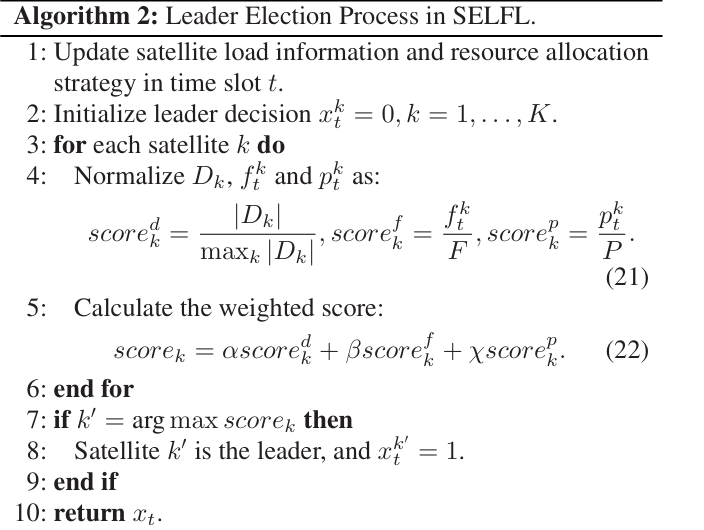 Algorithm 2: Leader Election Process in SELFL.
1: Update satellite load information and resource allocation
strategy in time slot $t$.
2: Initialize leader decision $x_t^k = 0, k = 1, \ldots, K$.
3: for each satellite $k$ do
4: Normalize $D_k$, $f_t^k$ and $p_t^k$ as:
$score_k^d = \frac{|D_k|}{\max_k |D_k|}, score_k^f = \frac{f_t^k}{F}, score_k^p = \frac{p_t^k}{P}.$
(21)
5: Calculate the weighted score:
$score_k = \alpha score_k^d + \beta score_k^f + \chi score_k^p.$ (22)
6: end for
7: if $k' = \arg\max score_k$ then
8: Satellite $k'$ is the leader, and $x_t^{k'} = 1$.
9: end if
10: return $x_t$.